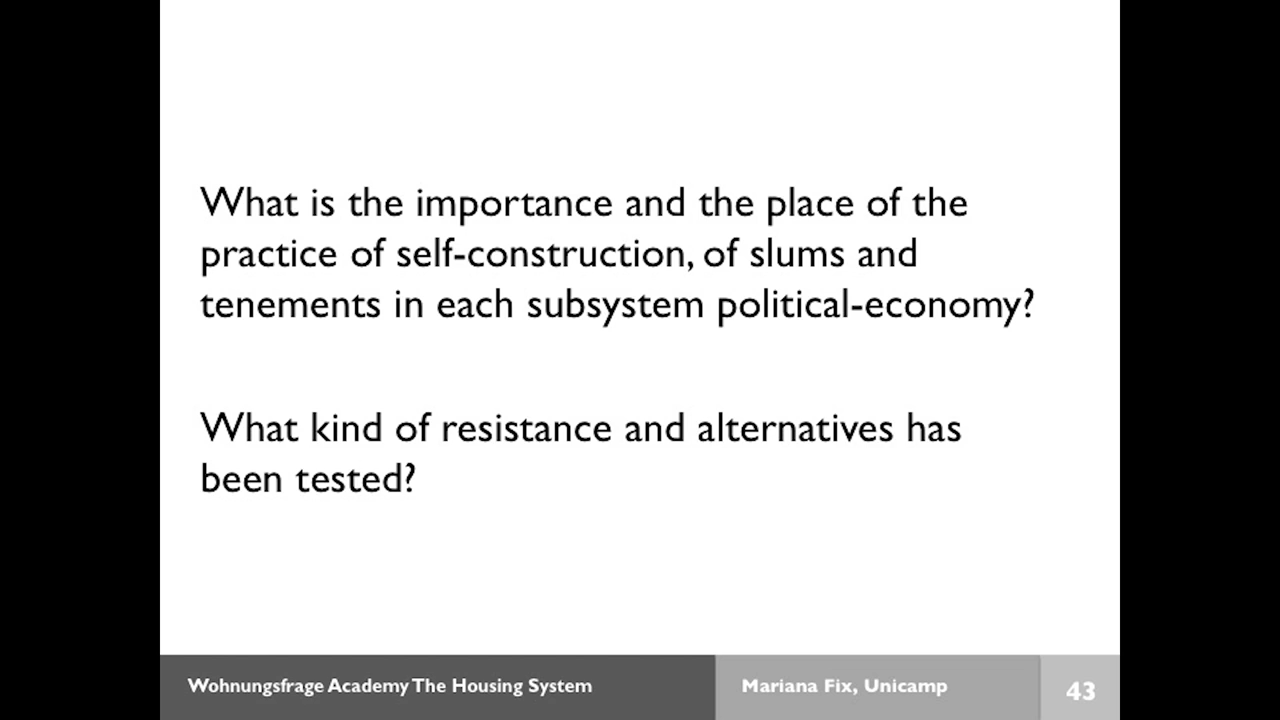 What is the importance and the place of the
practice of self-construction, of slums and
tenements in each subsystem political-economy?
What kind of resistance and alternatives has
been tested?
Wohnungsfrage Academy The Housing System
Mariana Fix, Unicamp
43